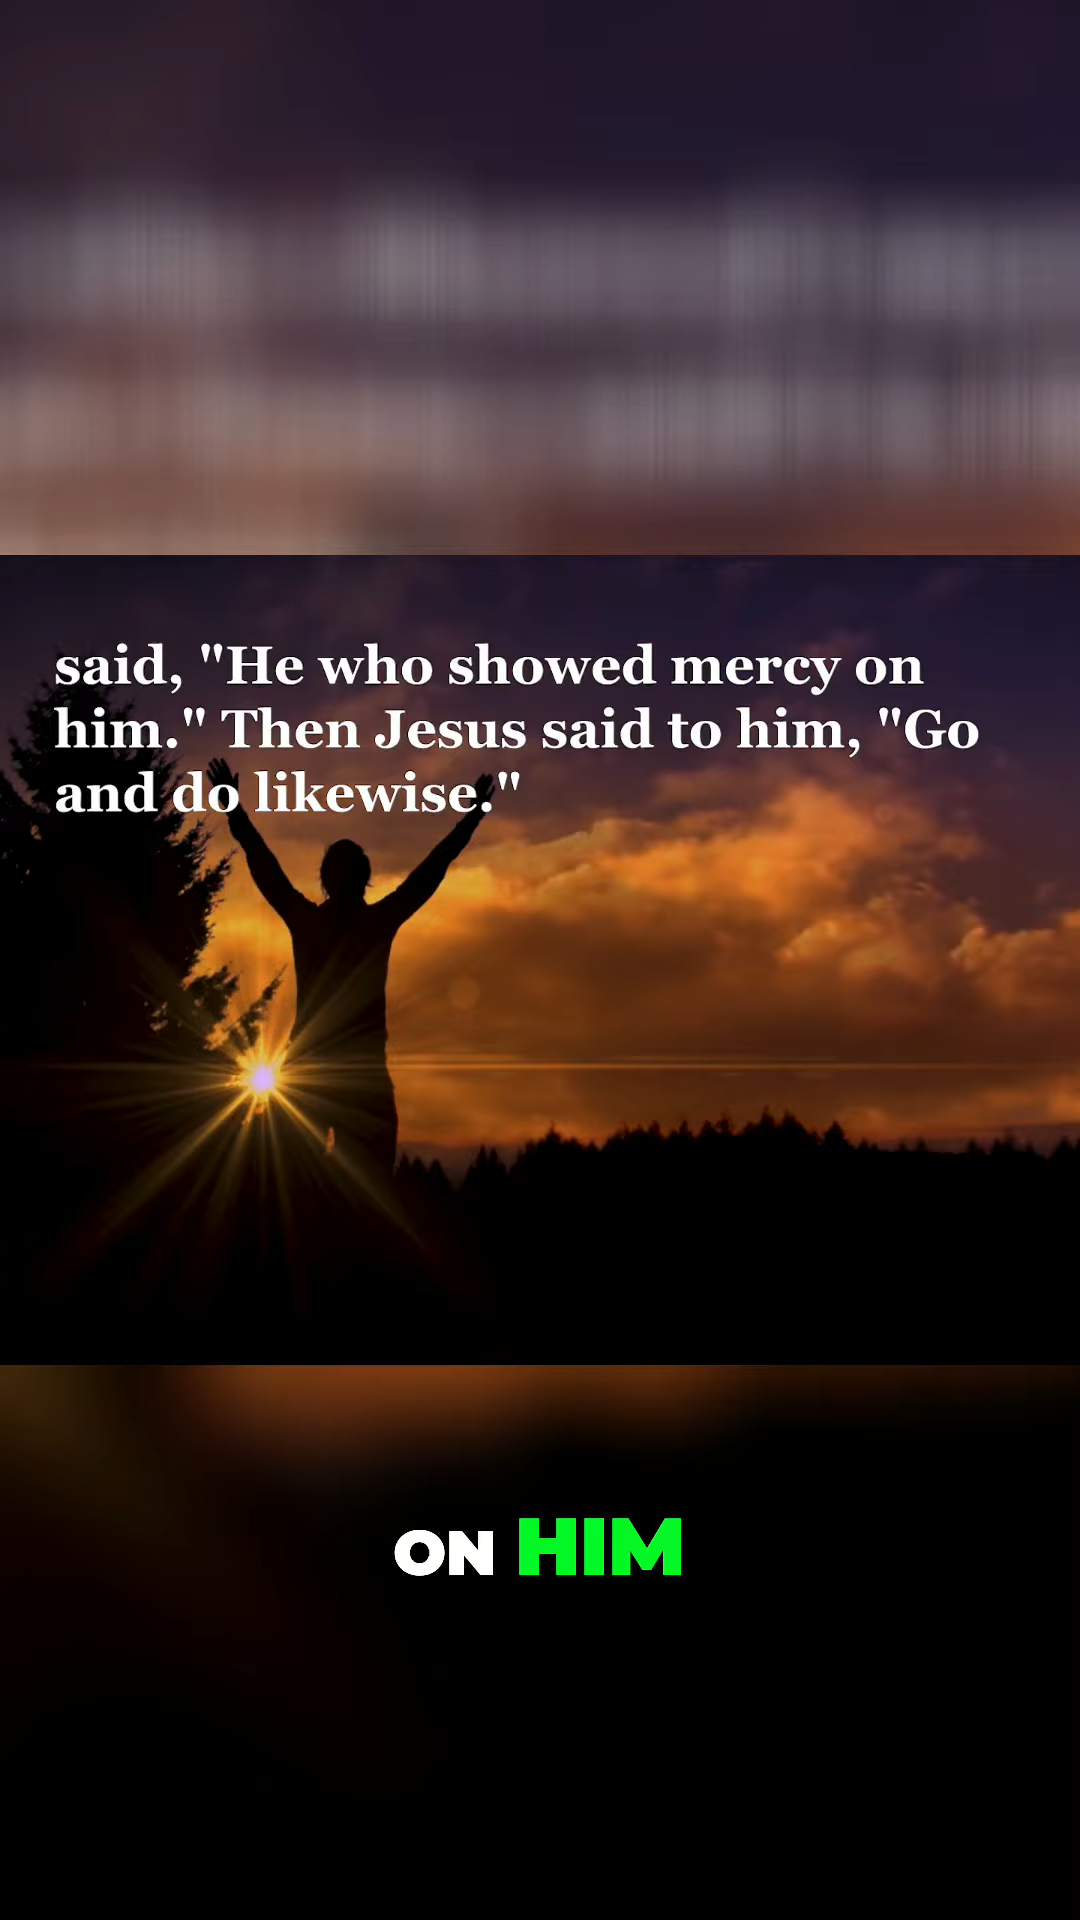 said, "He who showed mercy on
him." Then Jesus said to him, "Go
and do likewise."
ON HIM